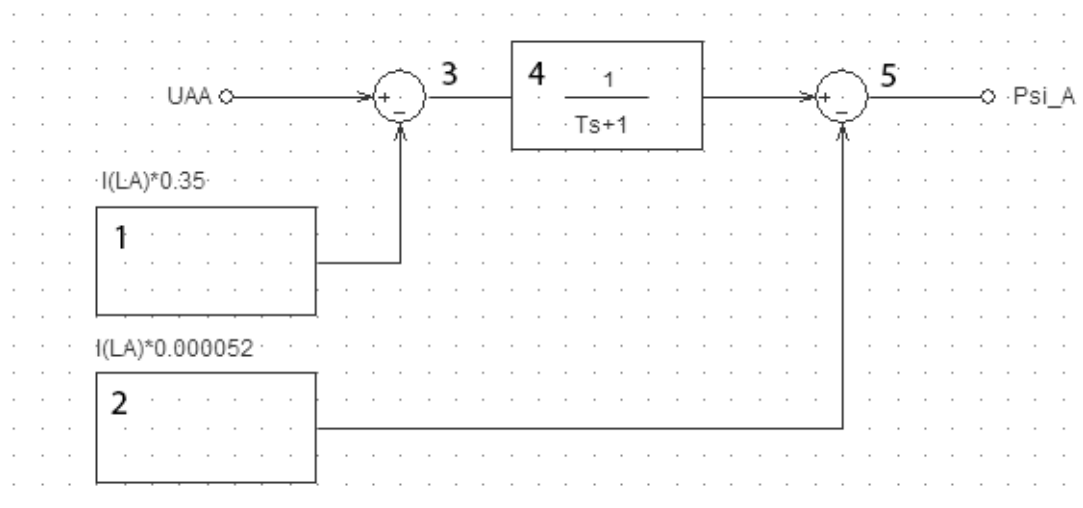 UAA
+
−
3
4
1
Ts+1
+
−
5
Psi_A
I(LA)*0.35
1
I(LA)*0.000052
2